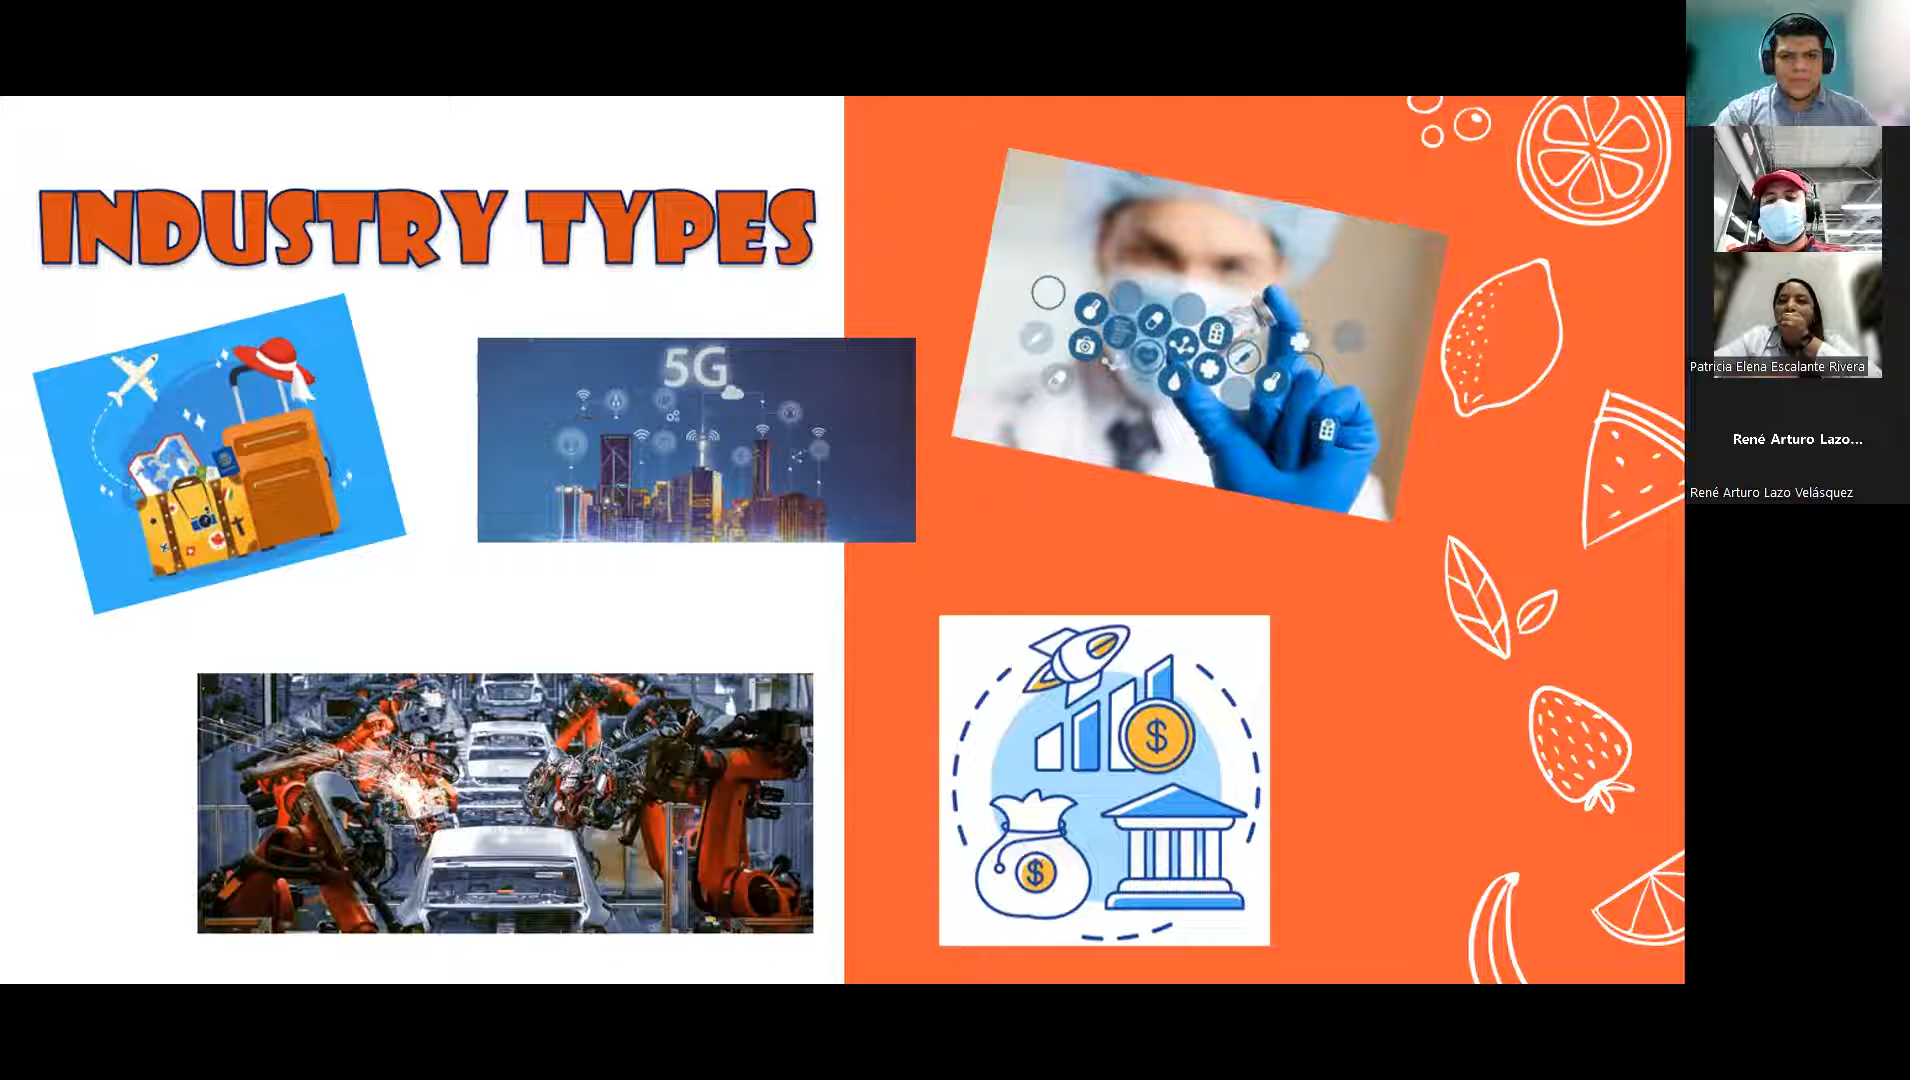 INDUSTRY TYPES
5G
$
$
Patricia Elena Escalante Rivera
René Arturo Lazo...
René Arturo Lazo Velásquez